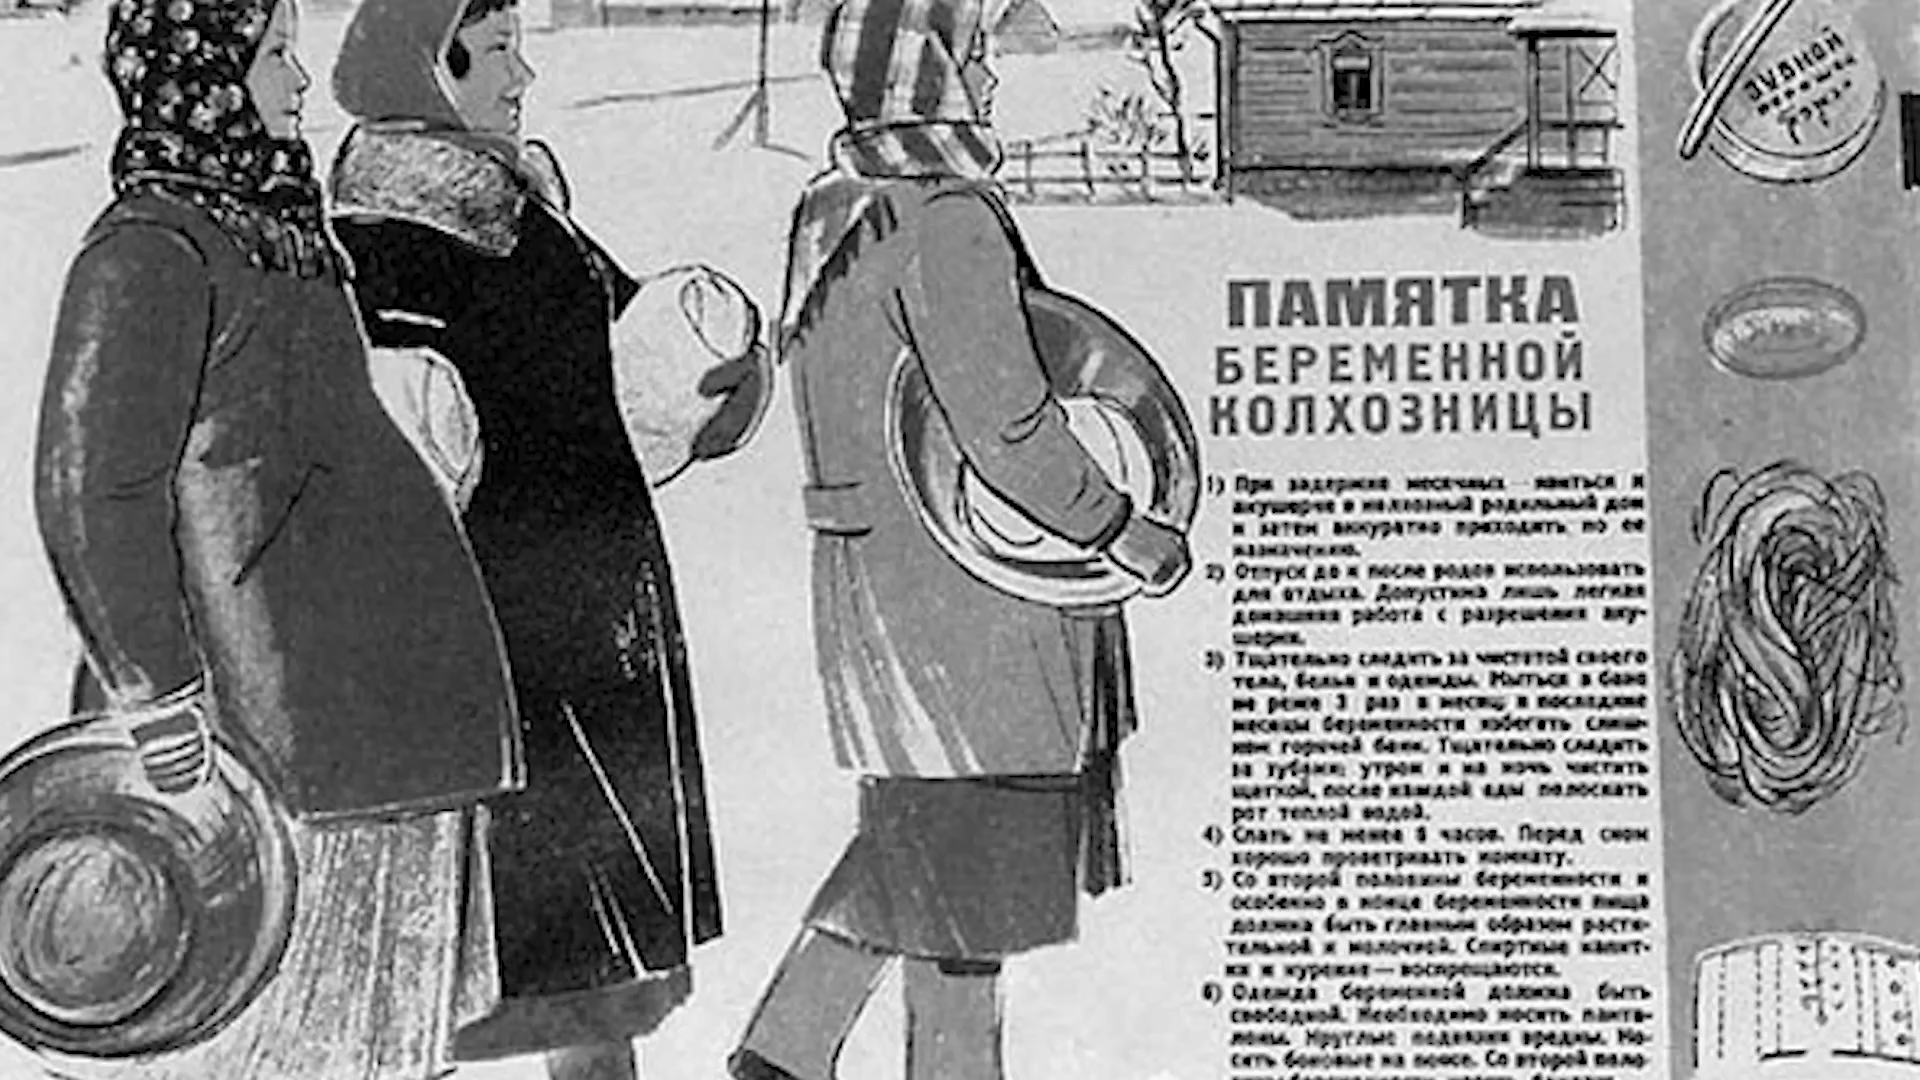 ЗУБНОЙ
порошок
ПАМЯТКА
БЕРЕМЕННОЙ
КОЛХОЗНИЦЫ
1) При задержке месячных явиться к
акушерке в колхозный родильный дом
и затем аккуратно приходить по ее
назначению.
2) Отпуск до и после родов использовать
для отдыха. Допустима лишь легкая
домашняя работа с разрешения аку-
шерки.
3) Тщательно следить за чистотой своего
тела, белья и одежды. Мыться в бане
не реже 3 раз в месяц; в последние
месяцы беременности избегать слиш-
ком горячей бани. Тщательно следить
за зубами: утром и на ночь чистить
щеткой, после каждой еды полоскать
рот теплой водой.
4) Спать не менее 8 часов. Перед сном
хорошо проветривать комнату.
5) Со второй половины беременности и
особенно в конце беременности пища
должна быть главным образом расти-
тельной и молочной. Спиртные напит-
ки и курение — воспрещаются.
6) Одежда беременной должна быть
свободной. Необходимо носить панта-
лоны. Круглые подвязки вредны. Но-
сить боковые на поясе. Со второй поло-